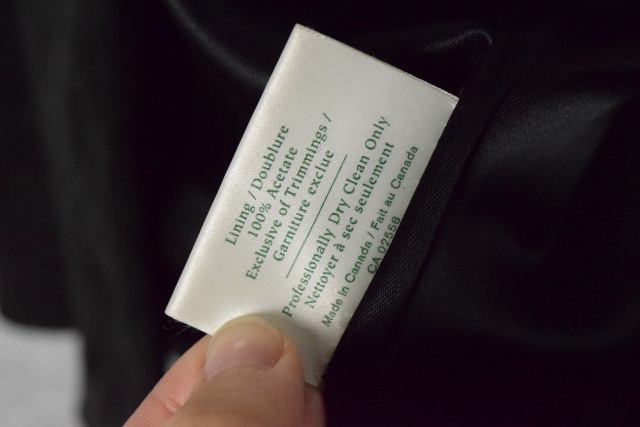 Lining / Doublure
100% Acetate
Exclusive of Trimmings /
Garniture exclue
Professionally Dry Clean Only
Nettoyer à sec seulement
Made In Canada / Fait au Canada
CA 02558